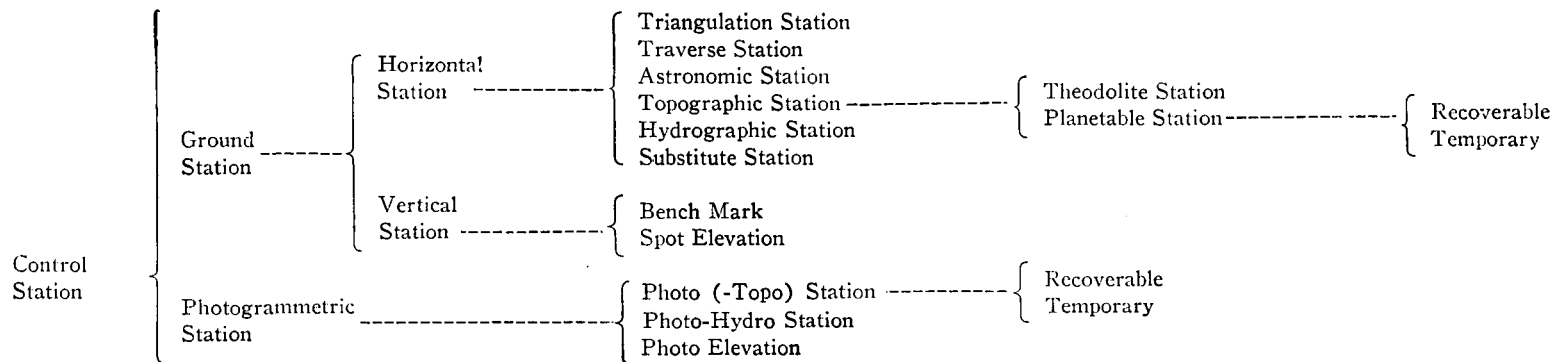 Control
Station
Ground
Station
Horizontal
Station
Triangulation Station
Traverse Station
Astronomic Station
Topographic Station
Hydrographic Station
Substitute Station
Theodolite Station
Planetable Station
Recoverable
Temporary
Vertical
Station
Bench Mark
Spot Elevation
Photogrammetric
Station
Photo (-Topo) Station
Photo-Hydro Station
Photo Elevation
Recoverable
Temporary